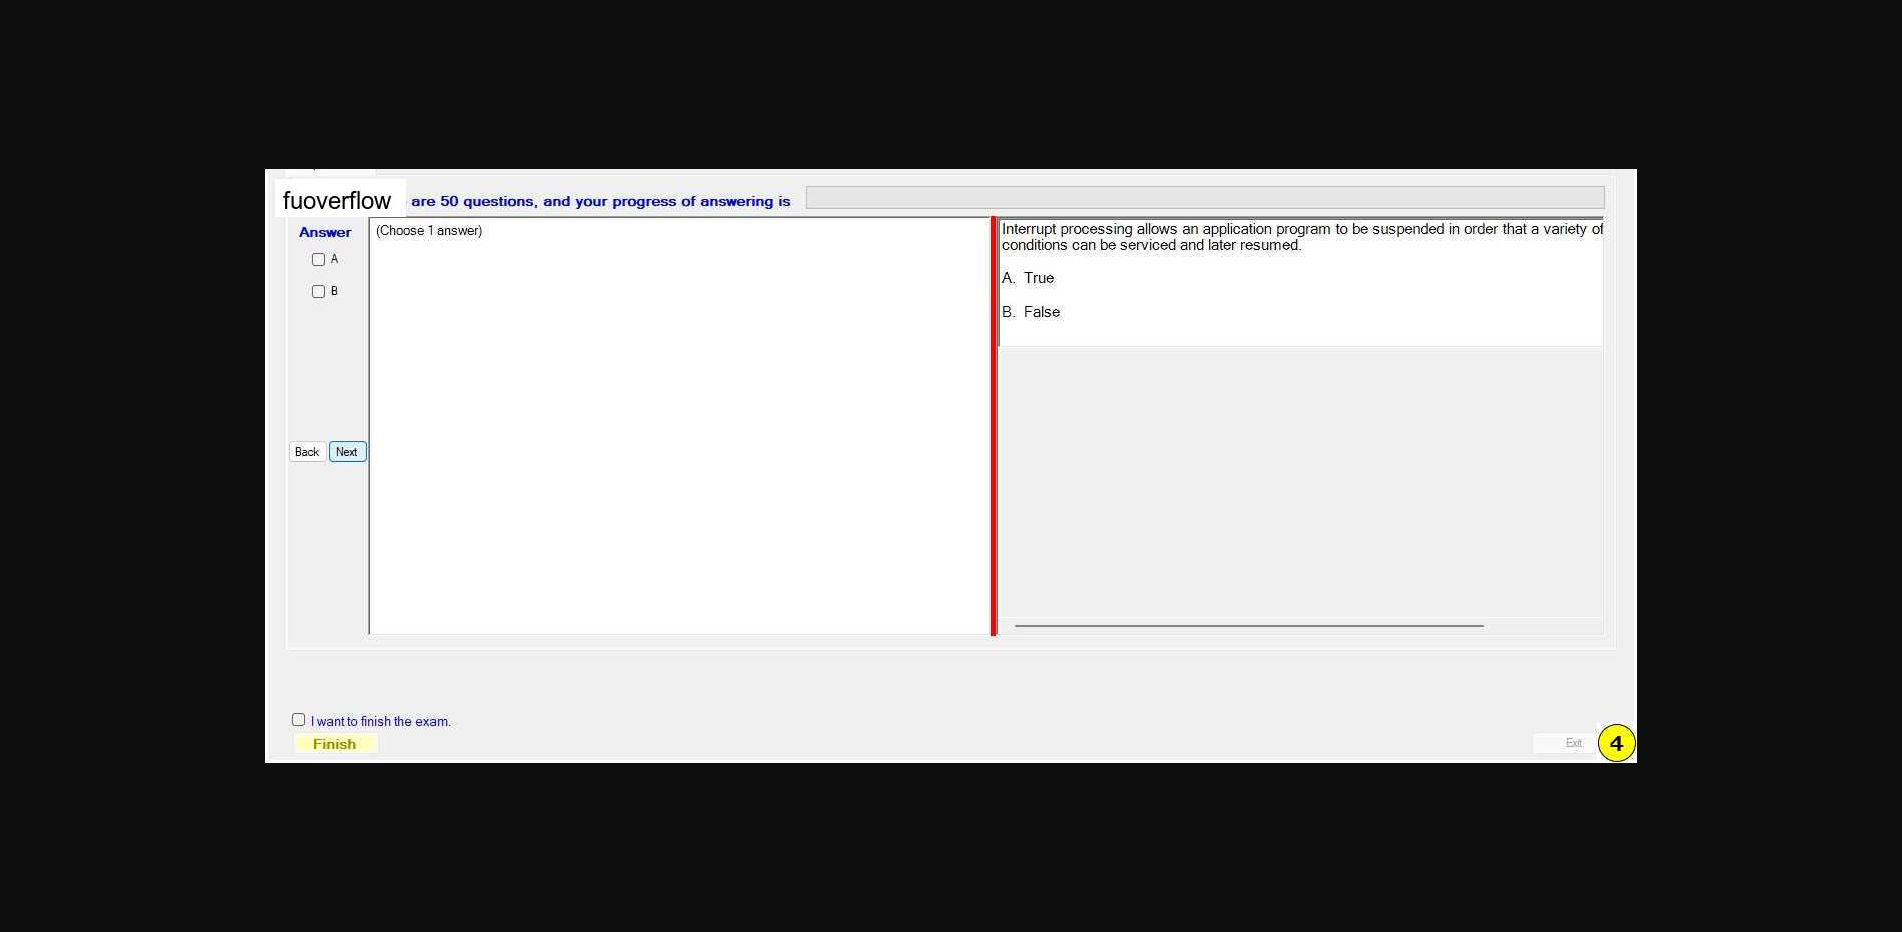 fuoverflow are 50 questions, and your progress of answering is
Answer
A
B
Back Next
(Choose 1 answer)
Interrupt processing allows an application program to be suspended in order that a variety of
conditions can be serviced and later resumed.
A. True
B. False
I want to finish the exam.
Finish
Exit
4